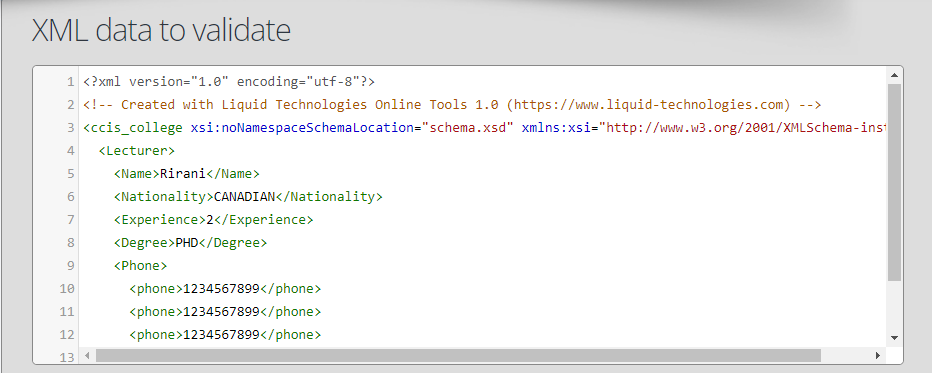 XML data to validate
1 <?xml version="1.0" encoding="utf-8"?>
2 <!-- Created with Liquid Technologies Online Tools 1.0 (https://www.liquid-technologies.com) -->
3 <ccis_college xsi:noNamespaceSchemaLocation="schema.xsd" xmlns:xsi="http://www.w3.org/2001/XMLSchema-inst
4 <Lecturer>
5 <Name>Rirani</Name>
6 <Nationality>CANADIAN</Nationality>
7 <Experience>2</Experience>
8 <Degree>PHD</Degree>
9 <Phone>
10 <phone>1234567899</phone>
11 <phone>1234567899</phone>
12 <phone>1234567899</phone>
13